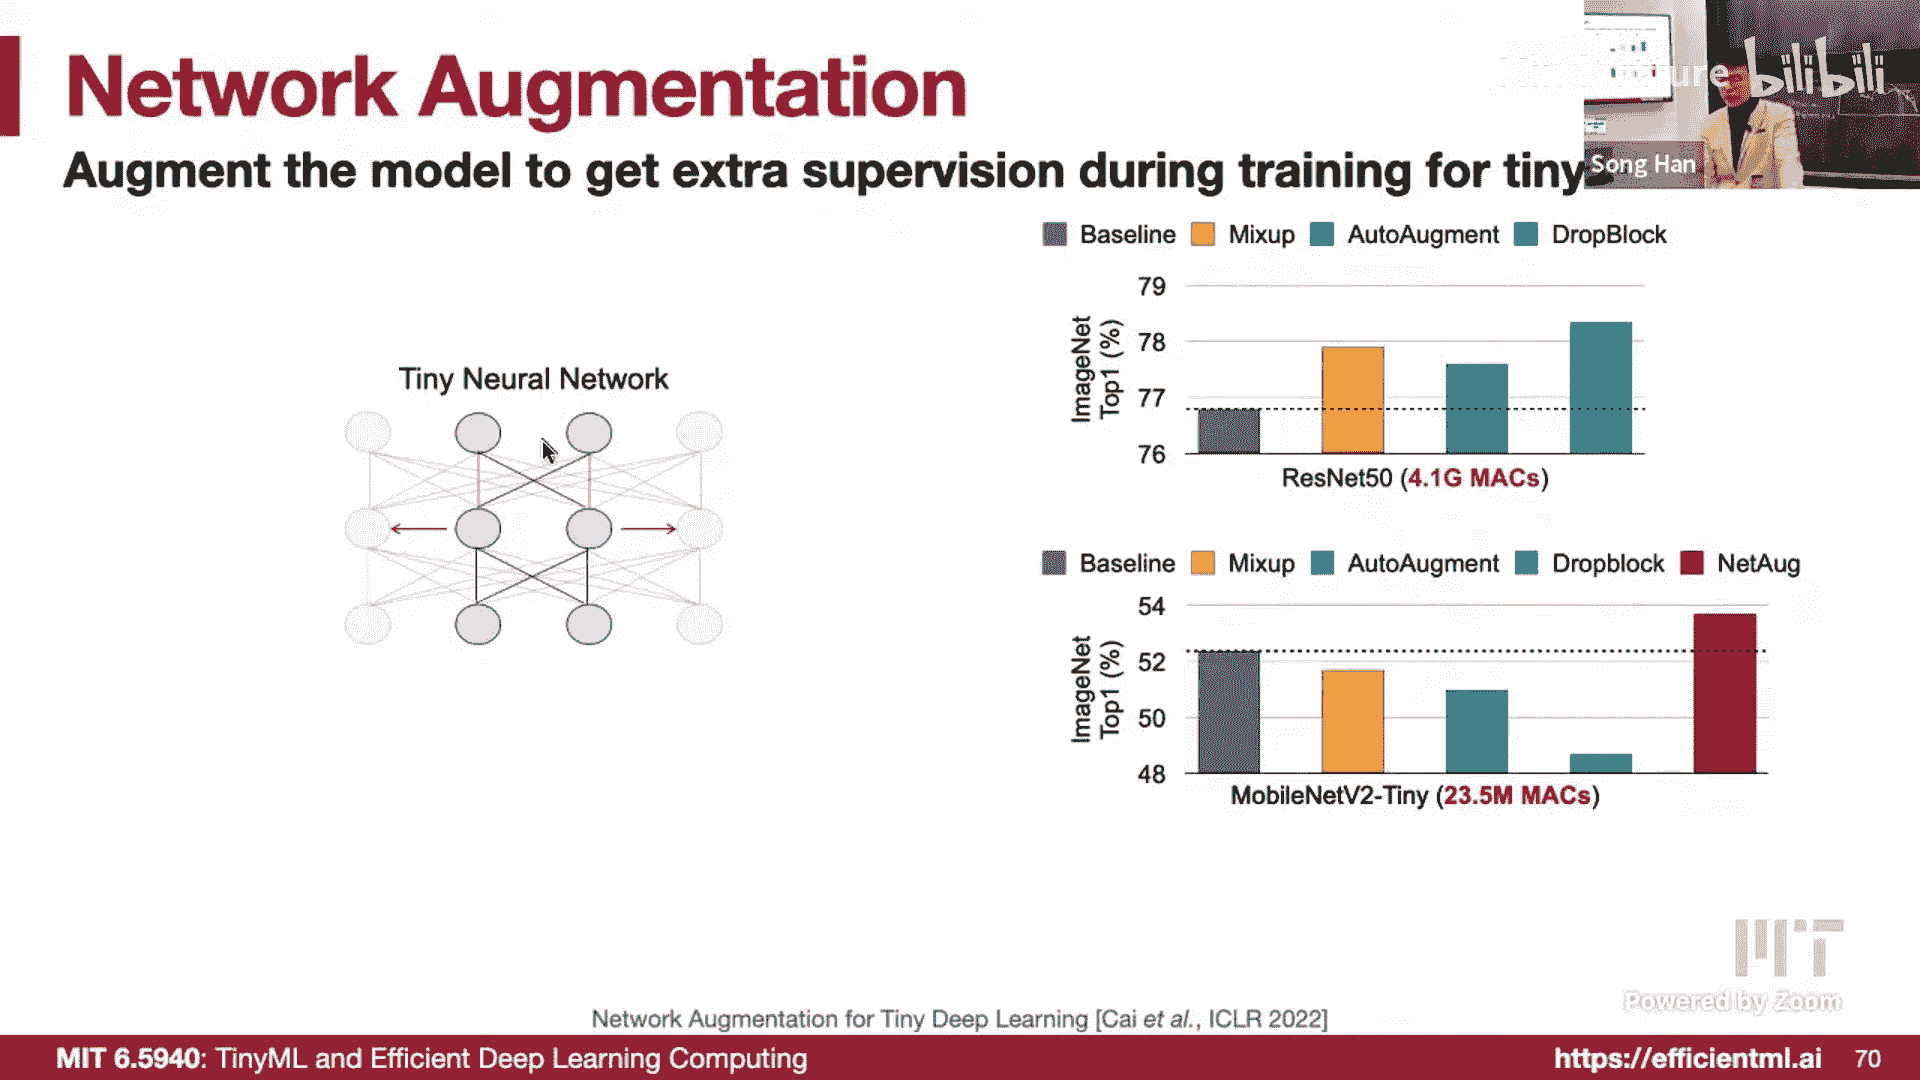 Network Augmentation
Augment the model to get extra supervision during training for tiny
bilibili
Song Han
Tiny Neural Network
Baseline Mixup AutoAugment DropBlock
ImageNet
Top1 (%)
79
78
77
76
ResNet50 (4.1G MACs)
Baseline Mixup AutoAugment Dropblock NetAug
ImageNet
Top1 (%)
54
52
50
48
MobileNetV2-Tiny (23.5M MACs)
MIT
Powered by Zoom
Network Augmentation for Tiny Deep Learning [Cai et al., ICLR 2022]
MIT 6.5940: TinyML and Efficient Deep Learning Computing
https://efficientml.ai 70